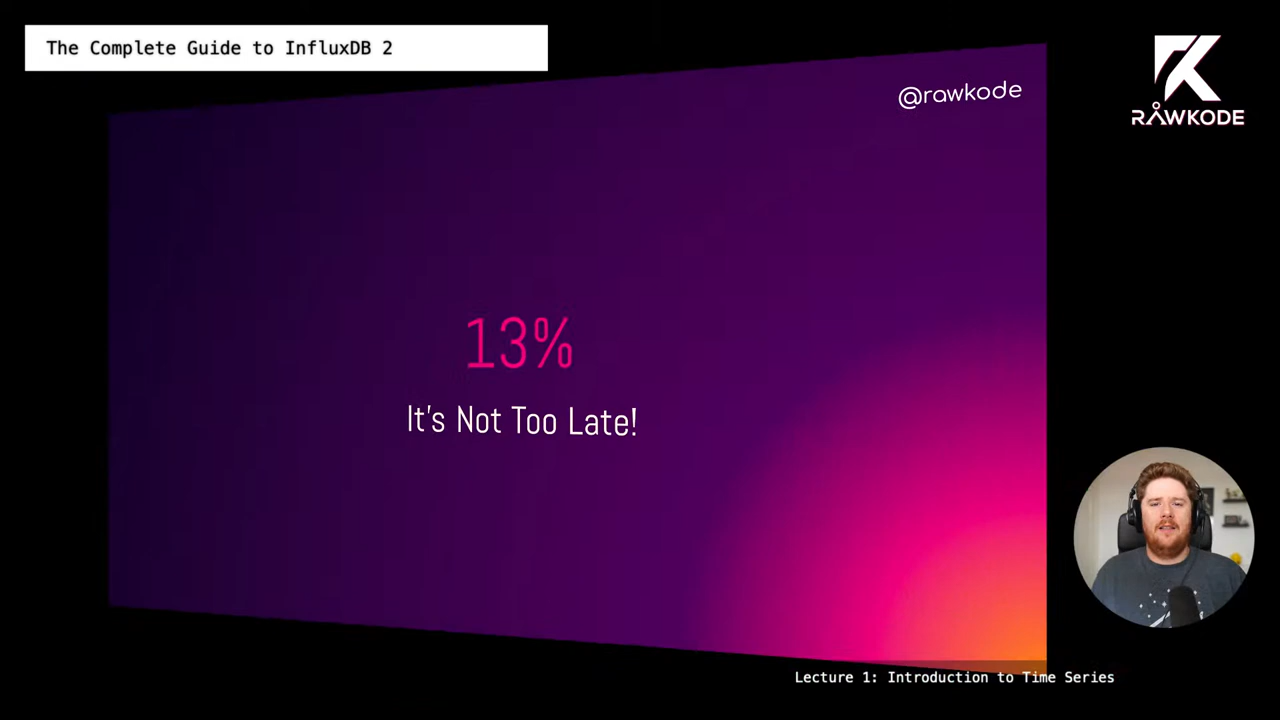 The Complete Guide to InfluxDB 2
@rawkode
RAWKODE
13%
It's Not Too Late!
Lecture 1: Introduction to Time Series